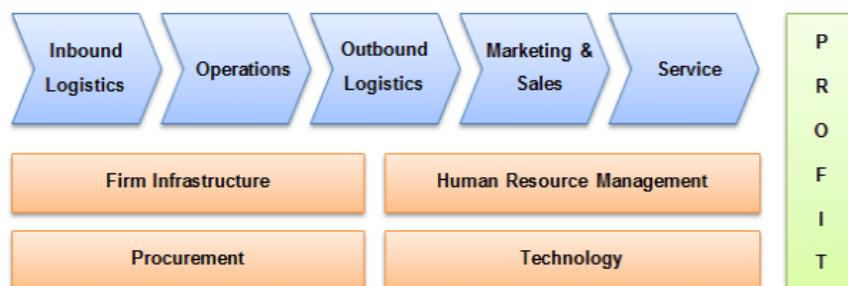 Inbound
Logistics
Operations
Outbound
Logistics
Marketing &
Sales
Service
Firm Infrastructure
Human Resource Management
Procurement
Technology
P
R
O
F
I
T